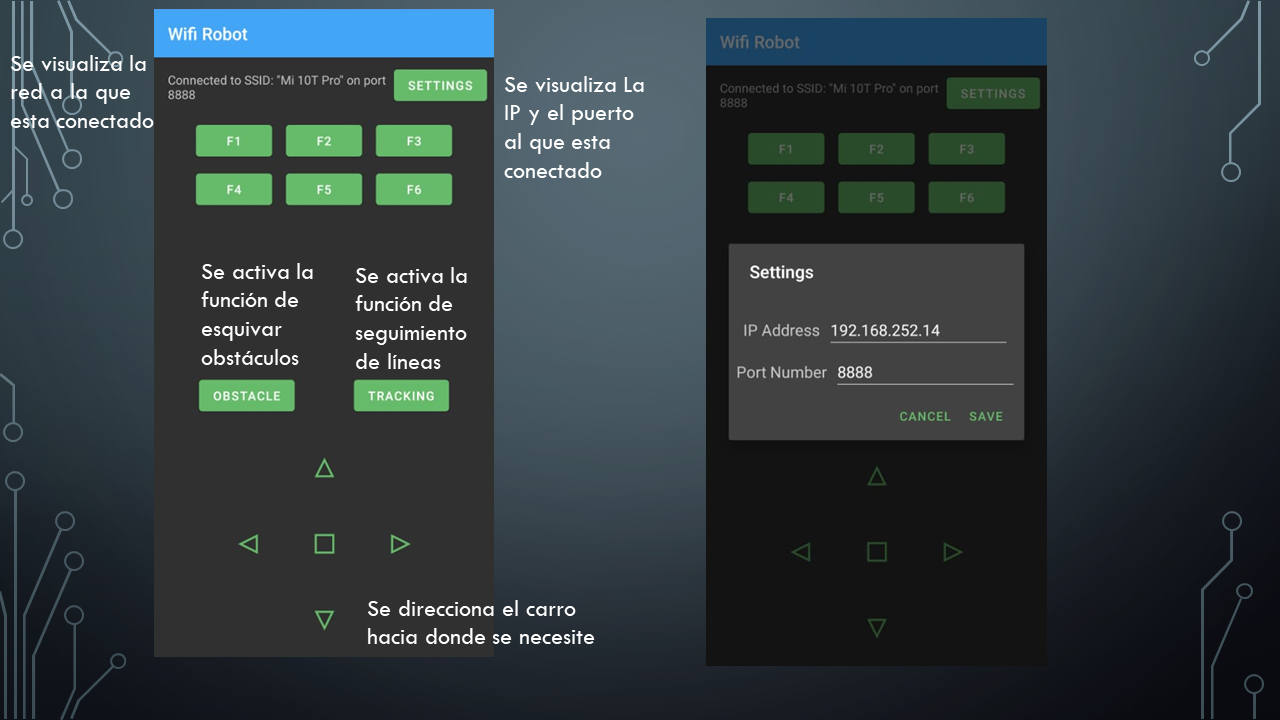 Se visualiza la
red a la que
esta conectado
Wifi Robot
Connected to SSID: "Mi 10T Pro" on port
8888
SETTINGS
F1 F2 F3
F4 F5 F6
Se activa la
función de
esquivar
obstáculos
Se activa la
función de
seguimiento
de líneas
OBSTACLE
TRACKING
Se direcciona el carro
hacia donde se necesite
Se visualiza La
IP y el puerto
al que esta
conectado
Wifi Robot
Connected to SSID: "Mi 10T Pro" on port
8888
SETTINGS
F1 F2 F3
F4 F5 F6
Settings
IP Address 192.168.252.14
Port Number 8888
CANCEL SAVE